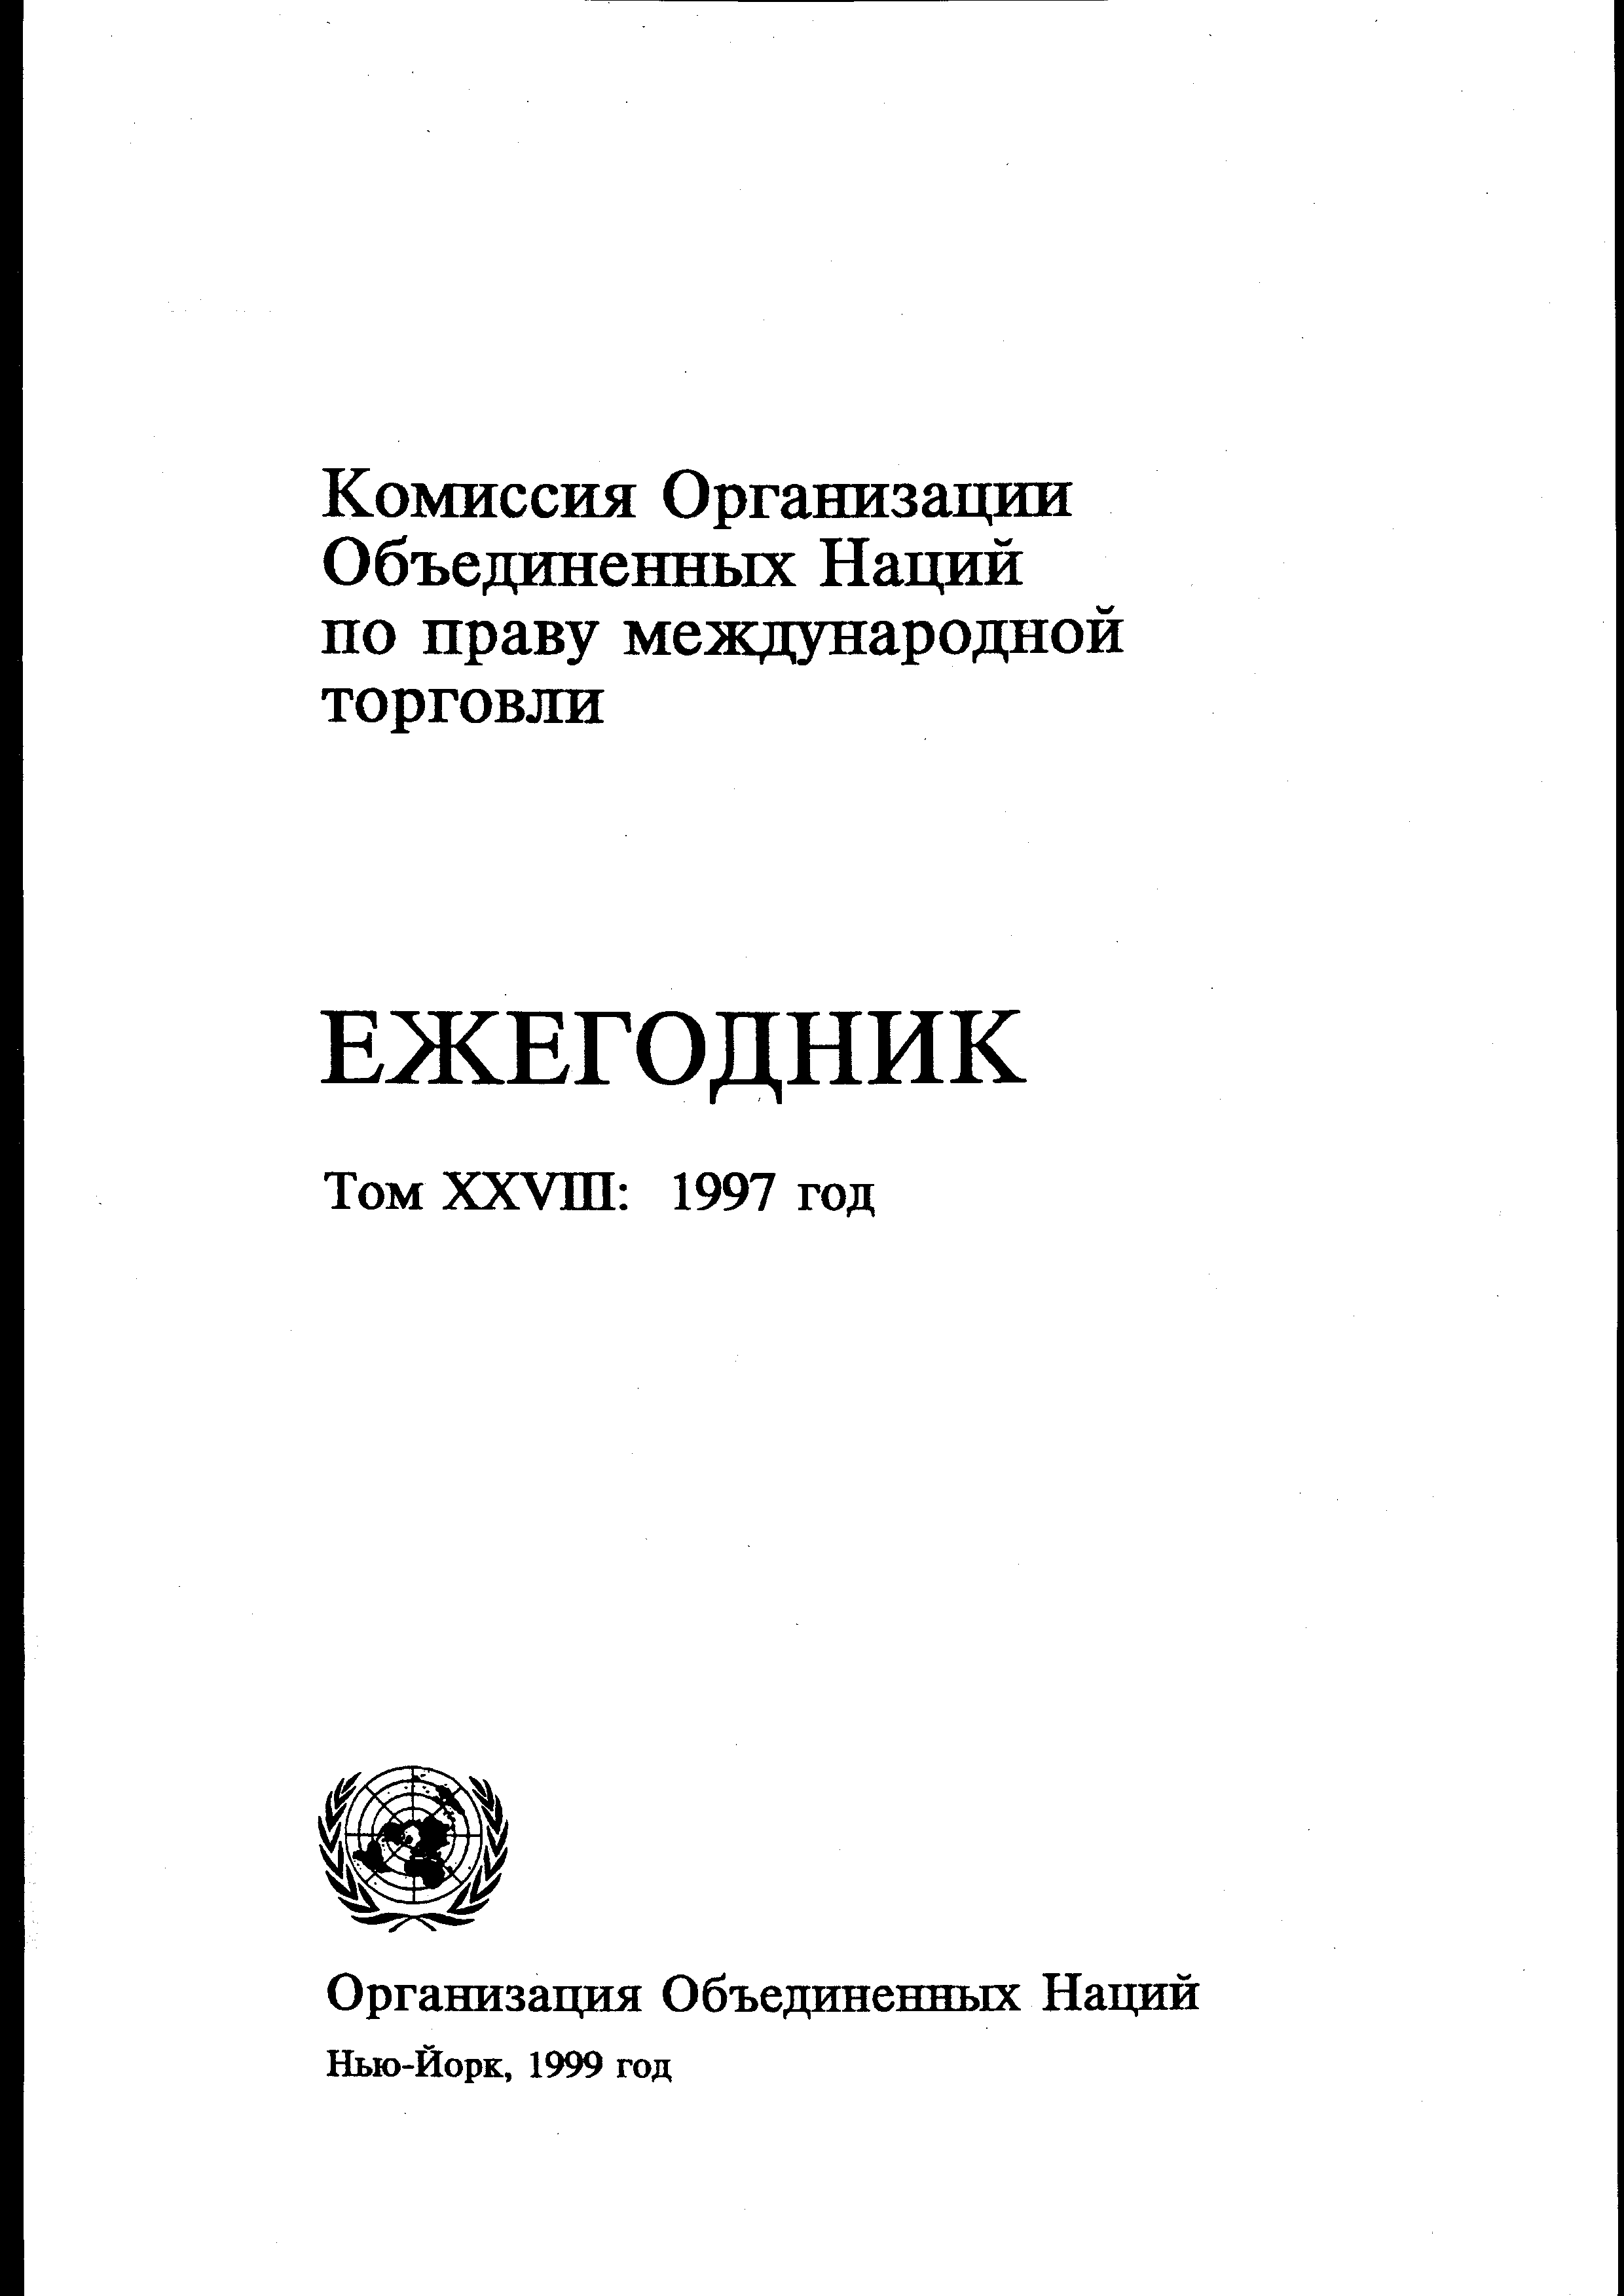 Комиссия Организации
Объединенных Наций
по праву международной
торговли
ЕЖЕГОДНИК
Том XXVIII: 1997 год
Организация Объединенных Наций
Нью-Йорк, 1999 год